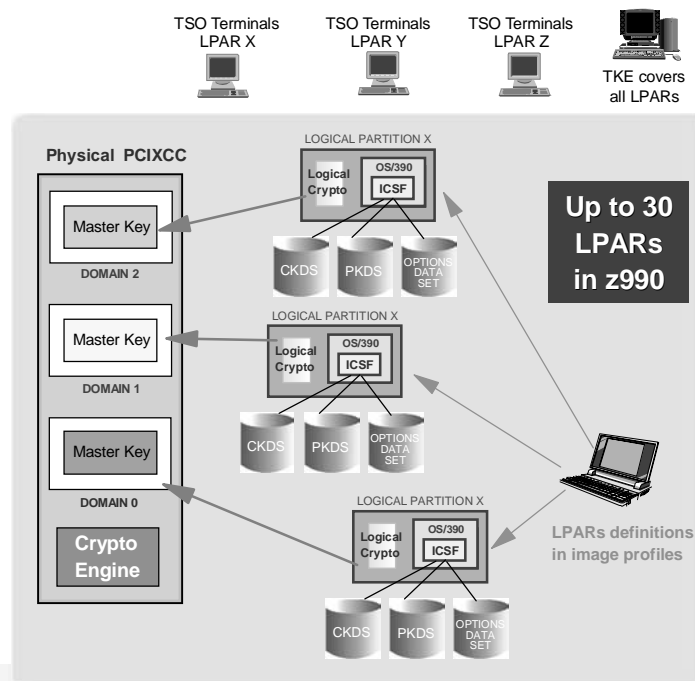 TSO Terminals
LPAR X
TSO Terminals
LPAR Y
TSO Terminals
LPAR Z
TKE covers
all LPARs
Physical PCIXCC
Master Key
DOMAIN 2
Master Key
DOMAIN 1
Master Key
DOMAIN 0
Crypto
Engine
LOGICAL PARTITION X
Logical
Crypto
OS/390
ICSF
CKDS
PKDS
OPTIONS
DATA
SET
LOGICAL PARTITION X
Logical
Crypto
OS/390
ICSF
CKDS
PKDS
OPTIONS
DATA
SET
LOGICAL PARTITION X
Logical
Crypto
OS/390
ICSF
CKDS
PKDS
OPTIONS
DATA
SET
Up to 30
LPARs
in z990
LPARs definitions
in image profiles